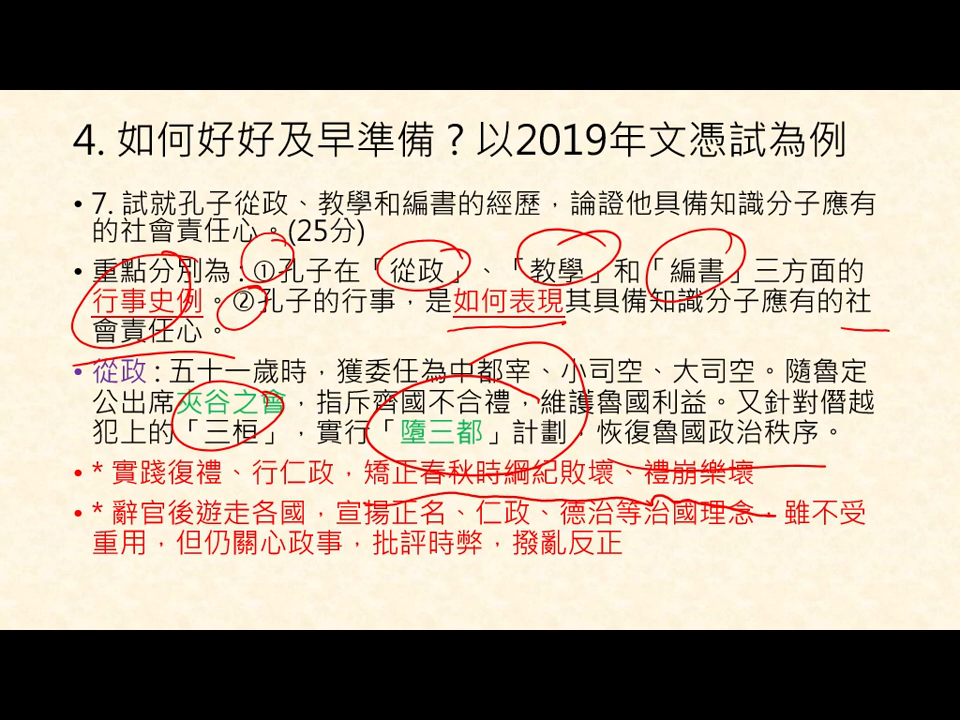 4. 如何好好及早準備？以2019年文憑試為例
• 7. 試就孔子從政、教學和編書的經歷，論證他具備知識分子應有
的社會責任心。(25分)
• 重點分別為：①孔子在「從政」、「教學」和「編書」三方面的
行事史例。②孔子的行事，是如何表現其具備知識分子應有的社
會責任心。
• 從政：五十一歲時，獲委任為中都宰、小司空、大司空。隨魯定
公出席夾谷之會，指斥齊國不合禮，維護魯國利益。又針對僭越
犯上的「三桓」，實行「墮三都」計劃，恢復魯國政治秩序。
• * 實踐復禮、行仁政，矯正春秋時綱紀敗壞、禮崩樂壞
• * 辭官後遊走各國，宣揚正名、仁政、德治等治國理念，雖不受
重用，但仍關心政事，批評時弊，撥亂反正